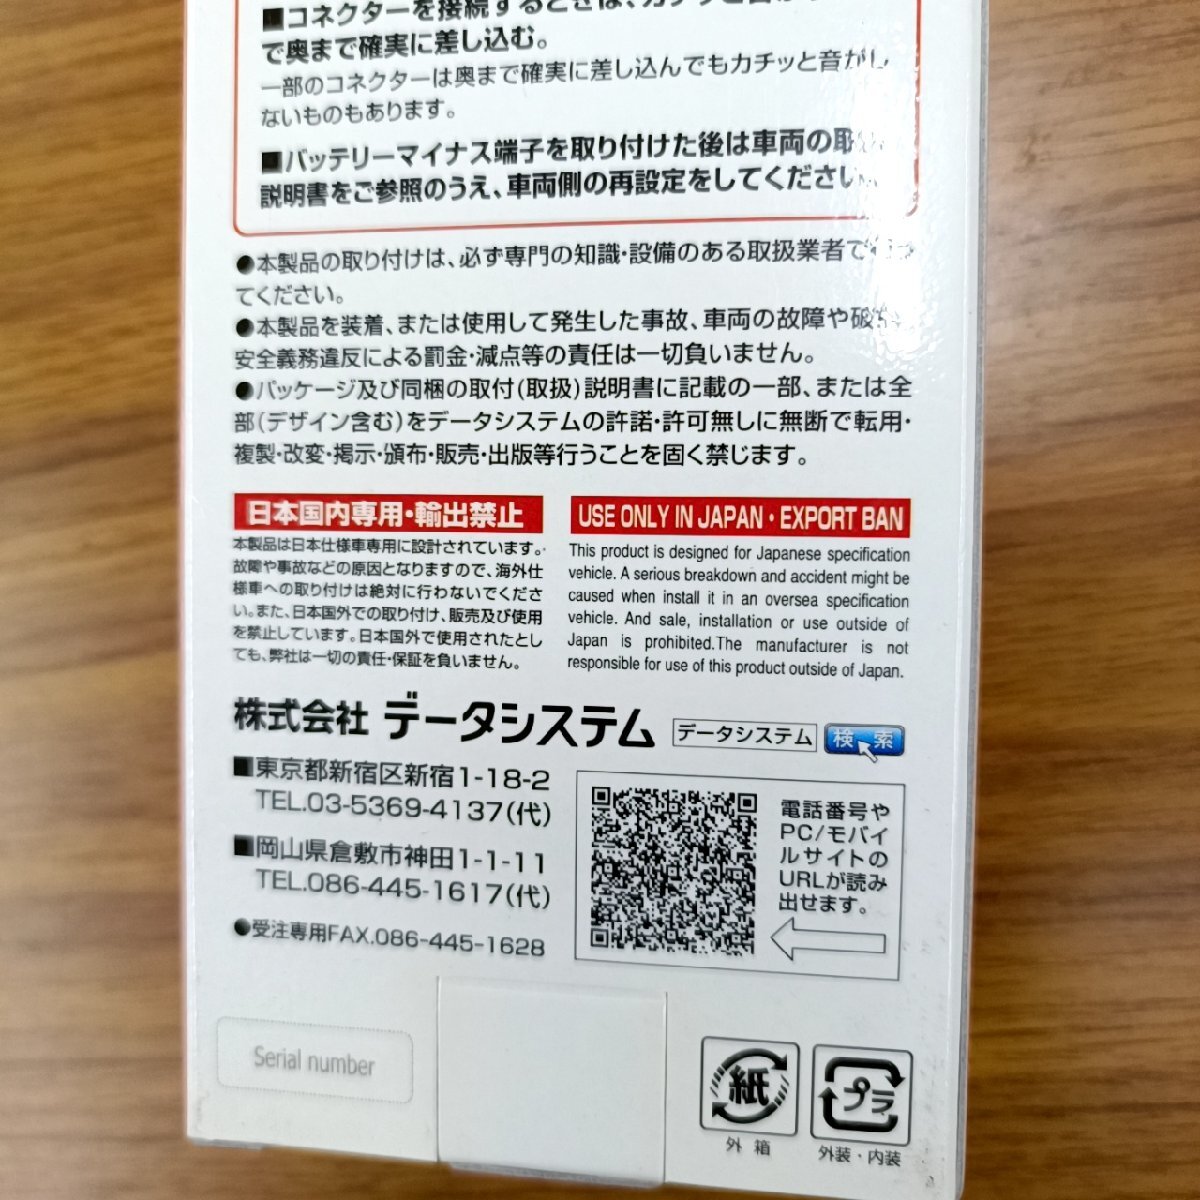 ■コネクターを接続するときは、カチッと音が
で奥まで確実に差し込む。
一部のコネクターは奥まで確実に差し込んでもカチッと音がし
ないものもあります。
■バッテリーマイナス端子を取り付けた後は車両の取
説明書をご参照のうえ、車両側の再設定をしてください。
●本製品の取り付けは、必ず専門の知識・設備のある取扱業者で行っ
てください。
●本製品を装着、または使用して発生した事故、車両の故障や破
安全義務違反による罰金・減点等の責任は一切負いません。
●パッケージ及び同梱の取付(取扱)説明書に記載の一部、または全
部(デザイン含む)をデータシステムの許諾・許可無しに無断で転用・
複製・改変・掲示・頒布・販売・出版等行うことを固く禁じます。
日本国内専用・輸出禁止
本製品は日本仕様車専用に設計されています。
故障や事故などの原因となりますので、海外仕
様車への取り付けは絶対に行わないでくださ
い。また、日本国外での取り付け、販売及び使用
を禁止しています。日本国外で使用されたとし
ても、弊社は一切の責任・保証を負いません。
USE ONLY IN JAPAN・EXPORT BAN
This product is designed for Japanese specification
vehicle. A serious breakdown and accident might be
caused when install it in an oversea specification
vehicle. And sale, installation or use outside of
Japan is prohibited.The manufacturer is not
responsible for use of this product outside of Japan.
株式会社 データシステム
データシステム 検索
■東京都新宿区新宿1-18-2
TEL.03-5369-4137(代)
■岡山県倉敷市神田1-1-11
TEL.086-445-1617(代)
●受注専用FAX.086-445-1628
電話番号や
PC/モバイ
ルサイトの
URLが読み
出せます。
Serial number
紙
外箱
プラ
外装・内装